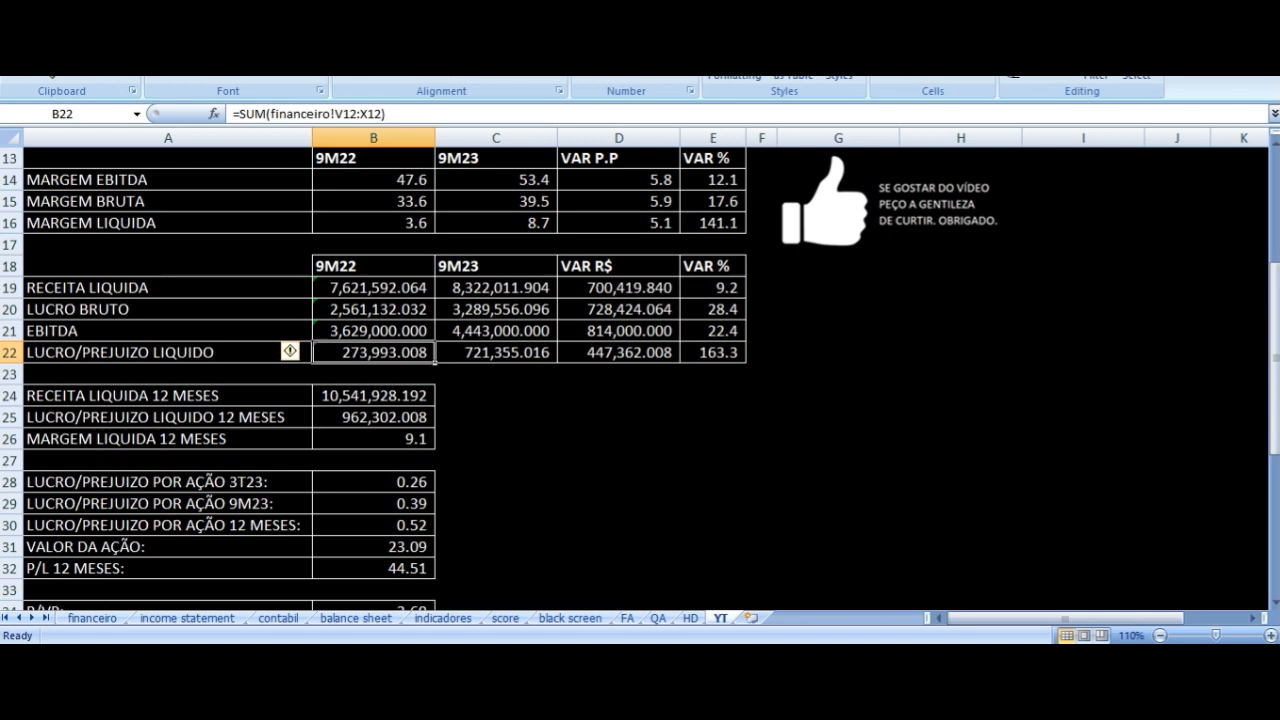 Clipboard Font Alignment Number Styles Cells Editing
B22 fx =SUM(financeiro!V12:X12)
A B C D E F G H I J K
13 9M22 9M23 VAR P.P VAR %
14 MARGEM EBITDA 47.6 53.4 5.8 12.1
15 MARGEM BRUTA 33.6 39.5 5.9 17.6
16 MARGEM LIQUIDA 3.6 8.7 5.1 141.1
SE GOSTAR DO VÍDEO
PEÇO A GENTILEZA
DE CURTIR. OBRIGADO.
17
18 9M22 9M23 VAR R$ VAR %
19 RECEITA LIQUIDA 7,621,592.064 8,322,011.904 700,419.840 9.2
20 LUCRO BRUTO 2,561,132.032 3,289,556.096 728,424.064 28.4
21 EBITDA 3,629,000.000 4,443,000.000 814,000.000 22.4
22 LUCRO/PREJUIZO LIQUIDO 273,993.008 721,355.016 447,362.008 163.3
23
24 RECEITA LIQUIDA 12 MESES 10,541,928.192
25 LUCRO/PREJUIZO LIQUIDO 12 MESES 962,302.008
26 MARGEM LIQUIDA 12 MESES 9.1
27
28 LUCRO/PREJUIZO POR AÇÃO 3T23: 0.26
29 LUCRO/PREJUIZO POR AÇÃO 9M23: 0.39
30 LUCRO/PREJUIZO POR AÇÃO 12 MESES: 0.52
31 VALOR DA AÇÃO: 23.09
32 P/L 12 MESES: 44.51
33
financeiro income statement contabil balance sheet indicadores score black screen FA QA HD YT
Ready 110%